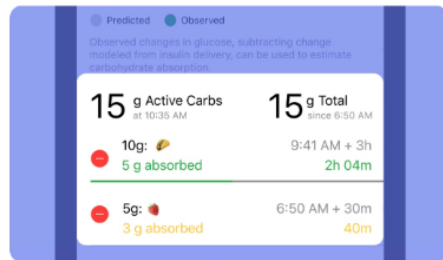 Predicted Observed
Observed changes in glucose, subtracting change
modeled from insulin delivery, can be used to estimate
carbohydrate absorption.
15 g Active Carbs at 10:35 AM 15 g Total since 6:50 AM
10g: 🌮 9:41 AM + 3h
5 g absorbed 2h 04m
5g: 🍓 6:50 AM + 30m
3 g absorbed 40m